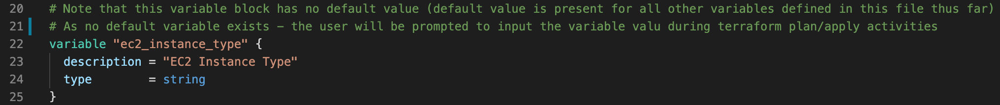 20 # Note that this variable block has no default value (default value is present for all other variables defined in this file thus far)
21 # As no default variable exists – the user will be prompted to input the variable valu during terraform plan/apply activities
22 variable "ec2_instance_type" {
23   description = "EC2 Instance Type"
24   type        = string
25 }